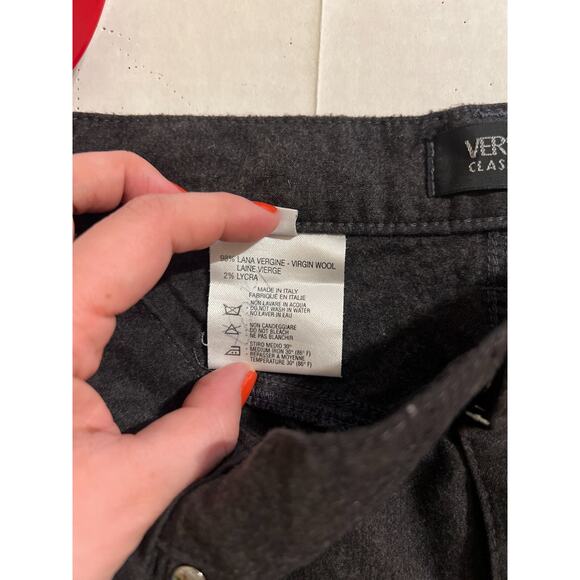 VER
CLAS
98% LANA VERGINE - VIRGIN WOOL
LAINE VIERGE
2% LYCRA
MADE IN ITALY
FABRIQUÉ EN ITALIE
NON LAVARE IN ACQUA
DO NOT WASH IN WATER
NO LAVER IN EAU
NON CANDEGGIARE
DO NOT BLEACH
NE PAS BLANCHIR
STIRO MEDIO 30°
MEDIUM IRON 30° (86° F)
REPASSER A MOYENNE
TEMPERATURE 30° (86° F)